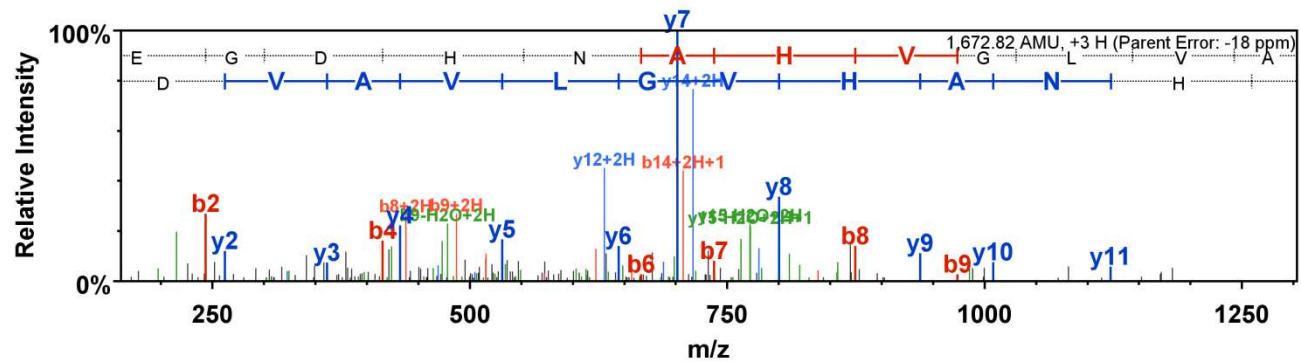 y7
100%
1,672.82 AMU, +3 H (Parent Error: -18 ppm)
E G D H N A H V G L V A
D V A V L G V H A N H
y14+2H
y12+2H
b14+2H+1
b2
b8+2H
b9+2H
y8
y4
b4
y2
y3
y5
y6
b6
b7
b8
y9
b9
y10
y11
0%
250 500 750 1000 1250
m/z
Relative Intensity